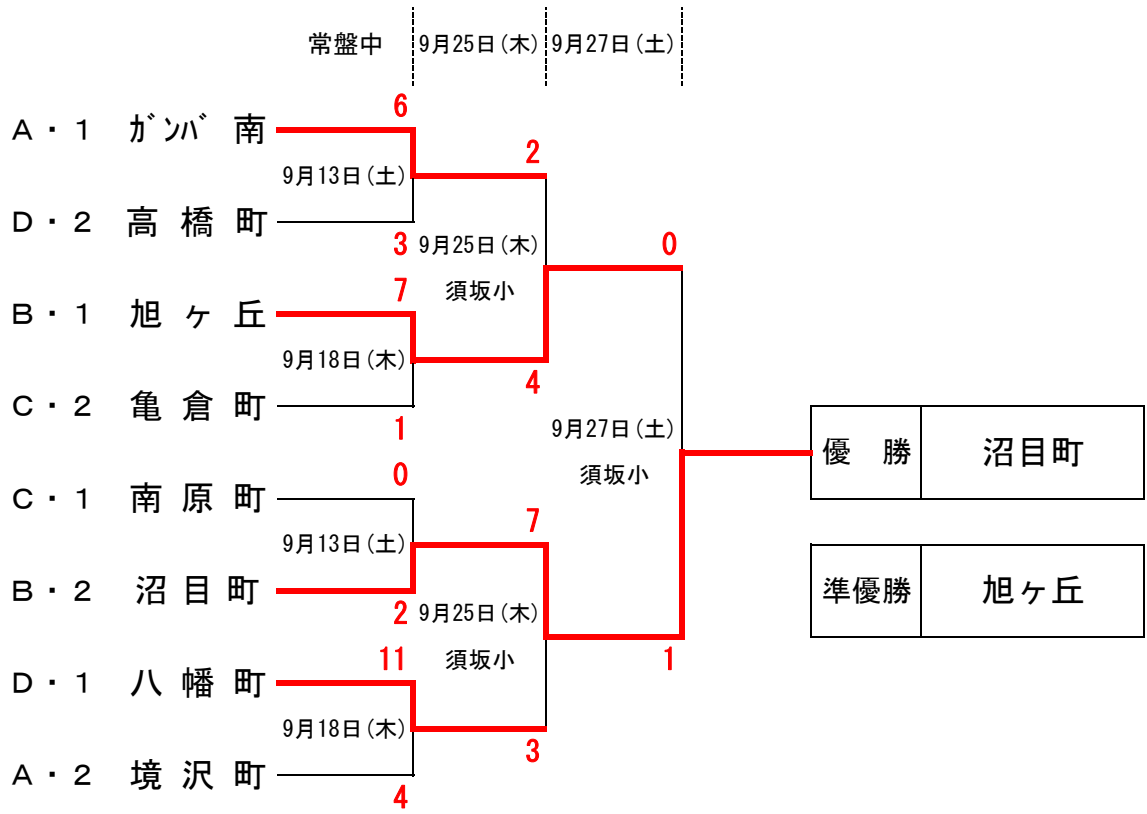 常盤中 9月25日(木) 9月27日(土)
6
A・1 ガンバ南
2
9月13日(土)
D・2 高橋町
3 9月25日(木) 0
7 須坂小
B・1 旭ヶ丘
9月18日(木)
4
C・2 亀倉町
1 9月27日(土)
優勝 沼目町
0 須坂小
C・1 南原町
7
9月13日(土)
B・2 沼目町
準優勝 旭ヶ丘
2 9月25日(木)
11 須坂小 1
D・1 八幡町
9月18日(木)
3
A・2 境沢町
4